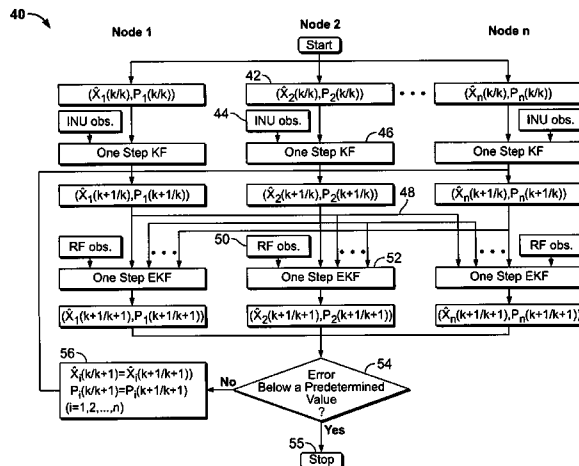 40
Node 1
Node 2
Node n
Start
42
(X̂₁(k/k),P₁(k/k))
(X̂₂(k/k),P₂(k/k))
• • •
(X̂ₙ(k/k),Pₙ(k/k))
44
INU obs.
INU obs.
46
INU obs.
One Step KF
One Step KF
One Step KF
(X̂₁(k+1/k),P₁(k+1/k))
(X̂₂(k+1/k),P₂(k+1/k))
(X̂ₙ(k+1/k),Pₙ(k+1/k))
48
RF obs.
50
RF obs.
RF obs.
• • •
• • •
• • •
52
One Step EKF
One Step EKF
One Step EKF
(X̂₁(k+1/k+1),P₁(k+1/k+1))
(X̂₂(k+1/k+1),P₂(k+1/k+1))
(X̂ₙ(k+1/k+1),Pₙ(k+1/k+1))
56
X̂ᵢ(k/k+1)=X̂ᵢ(k+1/k+1))
Pᵢ(k/k+1)=Pᵢ(k+1/k+1)
(i=1,2,...,n)
No
54
Error
Below a Predetermined
Value
?
Yes
55
Stop